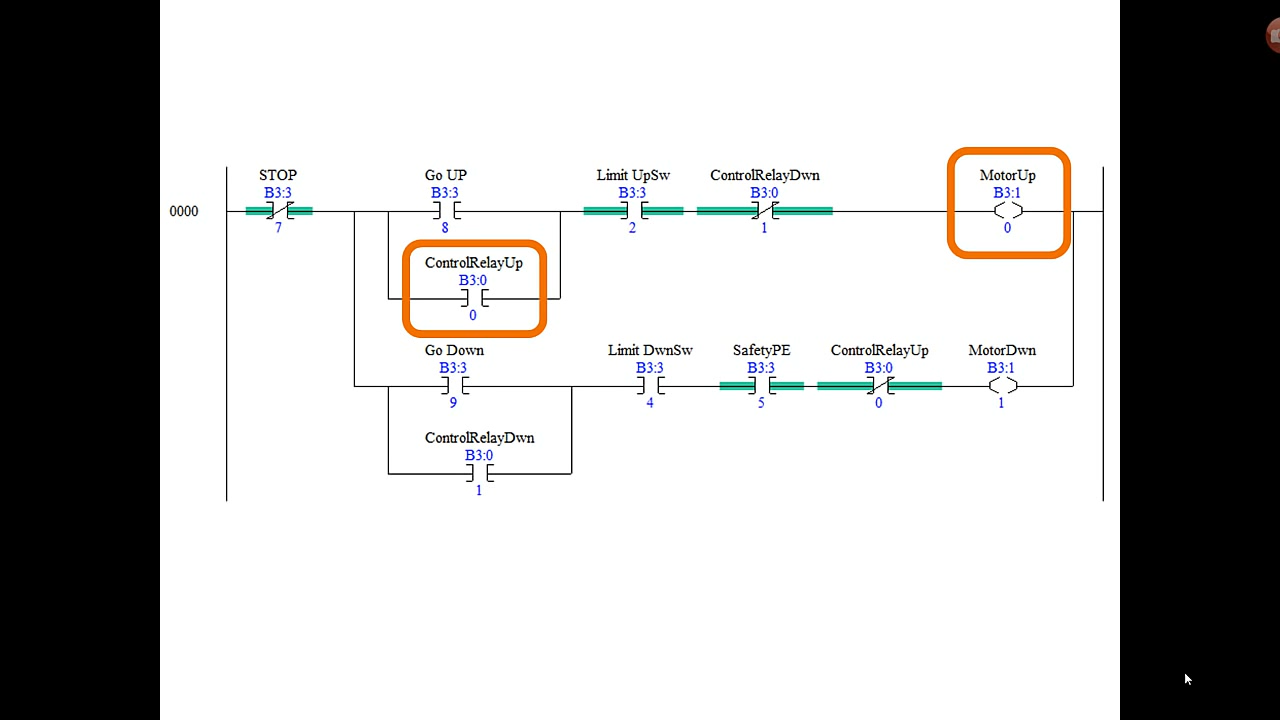 STOP Go UP Limit UpSw ControlRelayDwn MotorUp
B3:3 B3:3 B3:3 B3:0 B3:1
0000
7 8 2 1 0
ControlRelayUp
B3:0
0
Go Down Limit DwnSw SafetyPE ControlRelayUp MotorDwn
B3:3 B3:3 B3:3 B3:0 B3:1
9 4 5 0 1
ControlRelayDwn
B3:0
1